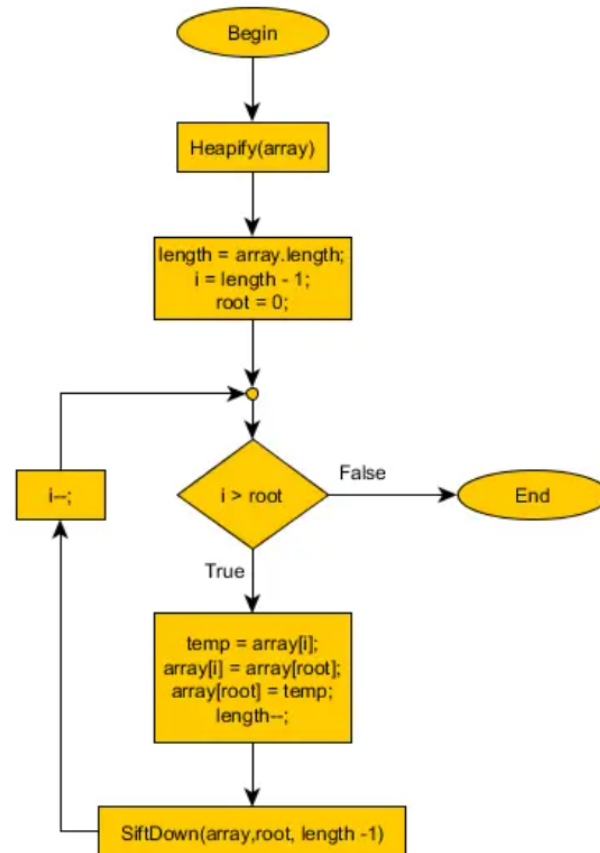 Begin
Heapify(array)
length = array.length;
i = length - 1;
root = 0;
i--;
i > root
False
End
True
temp = array[i];
array[i] = array[root];
array[root] = temp;
length--;
SiftDown(array,root, length -1)